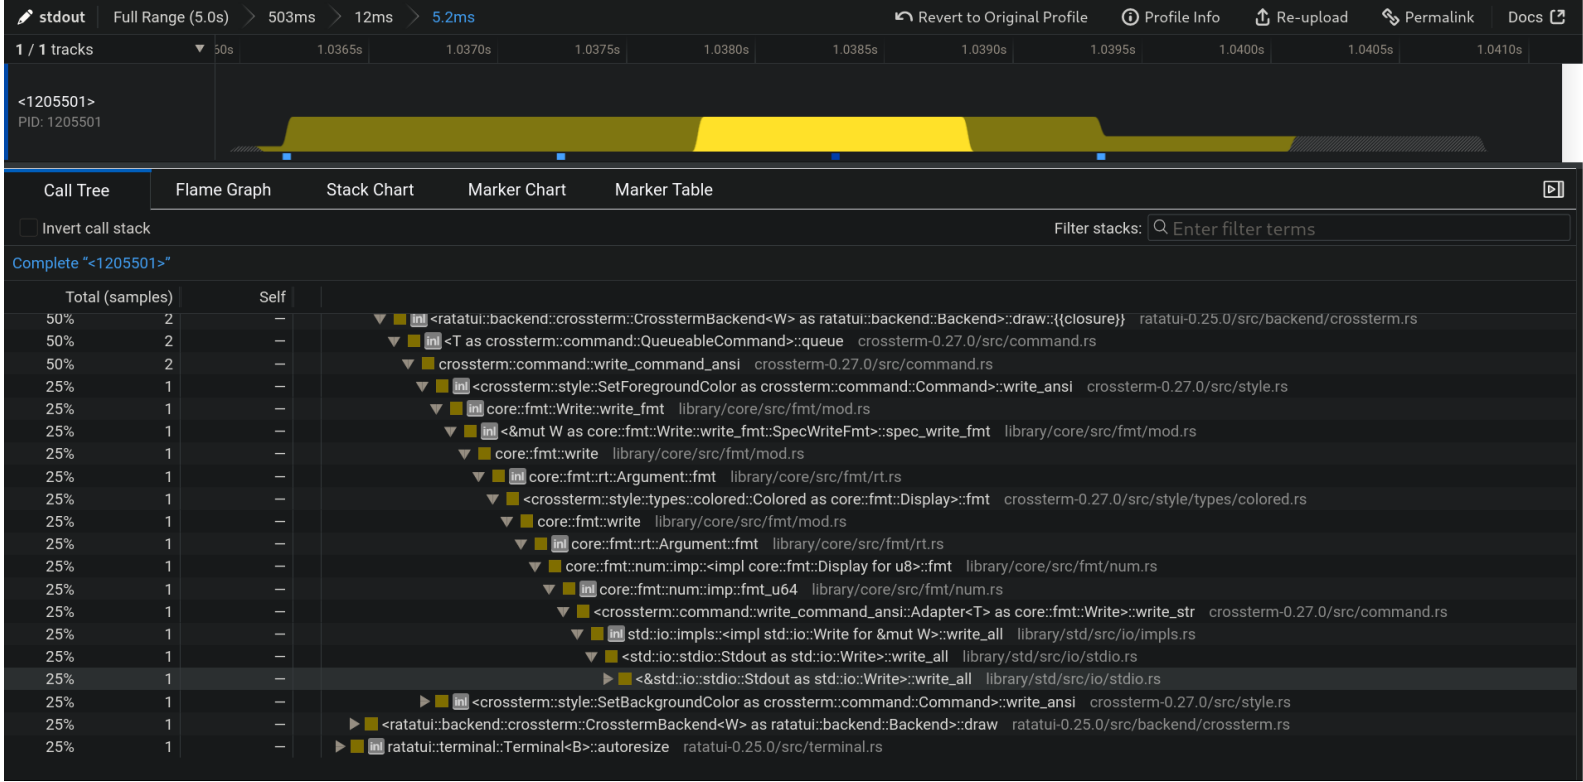 stdout Full Range (5.0s) 503ms 12ms 5.2ms Revert to Original Profile Profile Info Re-upload Permalink Docs
1 / 1 tracks 60s 1.0365s 1.0370s 1.0375s 1.0380s 1.0385s 1.0390s 1.0395s 1.0400s 1.0405s 1.0410s
<1205501>
PID: 1205501
Call Tree Flame Graph Stack Chart Marker Chart Marker Table
Invert call stack Filter stacks: Enter filter terms
Complete “<1205501>”
Total (samples) Self
50% 2 — inl <ratatui::backend::crossterm::CrosstermBackend<W> as ratatui::backend::Backend>::draw::{{closure}} ratatui-0.25.0/src/backend/crossterm.rs
50% 2 — inl <T as crossterm::command::QueueableCommand>::queue crossterm-0.27.0/src/command.rs
50% 2 — crossterm::command::write_command_ansi crossterm-0.27.0/src/command.rs
25% 1 — inl <crossterm::style::SetForegroundColor as crossterm::command::Command>::write_ansi crossterm-0.27.0/src/style.rs
25% 1 — inl core::fmt::Write::write_fmt library/core/src/fmt/mod.rs
25% 1 — inl <&mut W as core::fmt::Write::write_fmt::SpecWriteFmt>::spec_write_fmt library/core/src/fmt/mod.rs
25% 1 — core::fmt::write library/core/src/fmt/mod.rs
25% 1 — inl core::fmt::rt::Argument::fmt library/core/src/fmt/rt.rs
25% 1 — <crossterm::style::types::colored::Colored as core::fmt::Display>::fmt crossterm-0.27.0/src/style/types/colored.rs
25% 1 — core::fmt::write library/core/src/fmt/mod.rs
25% 1 — inl core::fmt::rt::Argument::fmt library/core/src/fmt/rt.rs
25% 1 — core::fmt::num::imp::<impl core::fmt::Display for u8>::fmt library/core/src/fmt/num.rs
25% 1 — inl core::fmt::num::imp::fmt_u64 library/core/src/fmt/num.rs
25% 1 — <crossterm::command::write_command_ansi::Adapter<T> as core::fmt::Write>::write_str crossterm-0.27.0/src/command.rs
25% 1 — inl std::io::impls::<impl std::io::Write for &mut W>::write_all library/std/src/io/impls.rs
25% 1 — <std::io::stdio::Stdout as std::io::Write>::write_all library/std/src/io/stdio.rs
25% 1 — <&std::io::stdio::Stdout as std::io::Write>::write_all library/std/src/io/stdio.rs
25% 1 — inl <crossterm::style::SetBackgroundColor as crossterm::command::Command>::write_ansi crossterm-0.27.0/src/style.rs
25% 1 — <ratatui::backend::crossterm::CrosstermBackend<W> as ratatui::backend::Backend>::draw ratatui-0.25.0/src/backend/crossterm.rs
25% 1 — inl ratatui::terminal::Terminal<B>::autoresize ratatui-0.25.0/src/terminal.rs